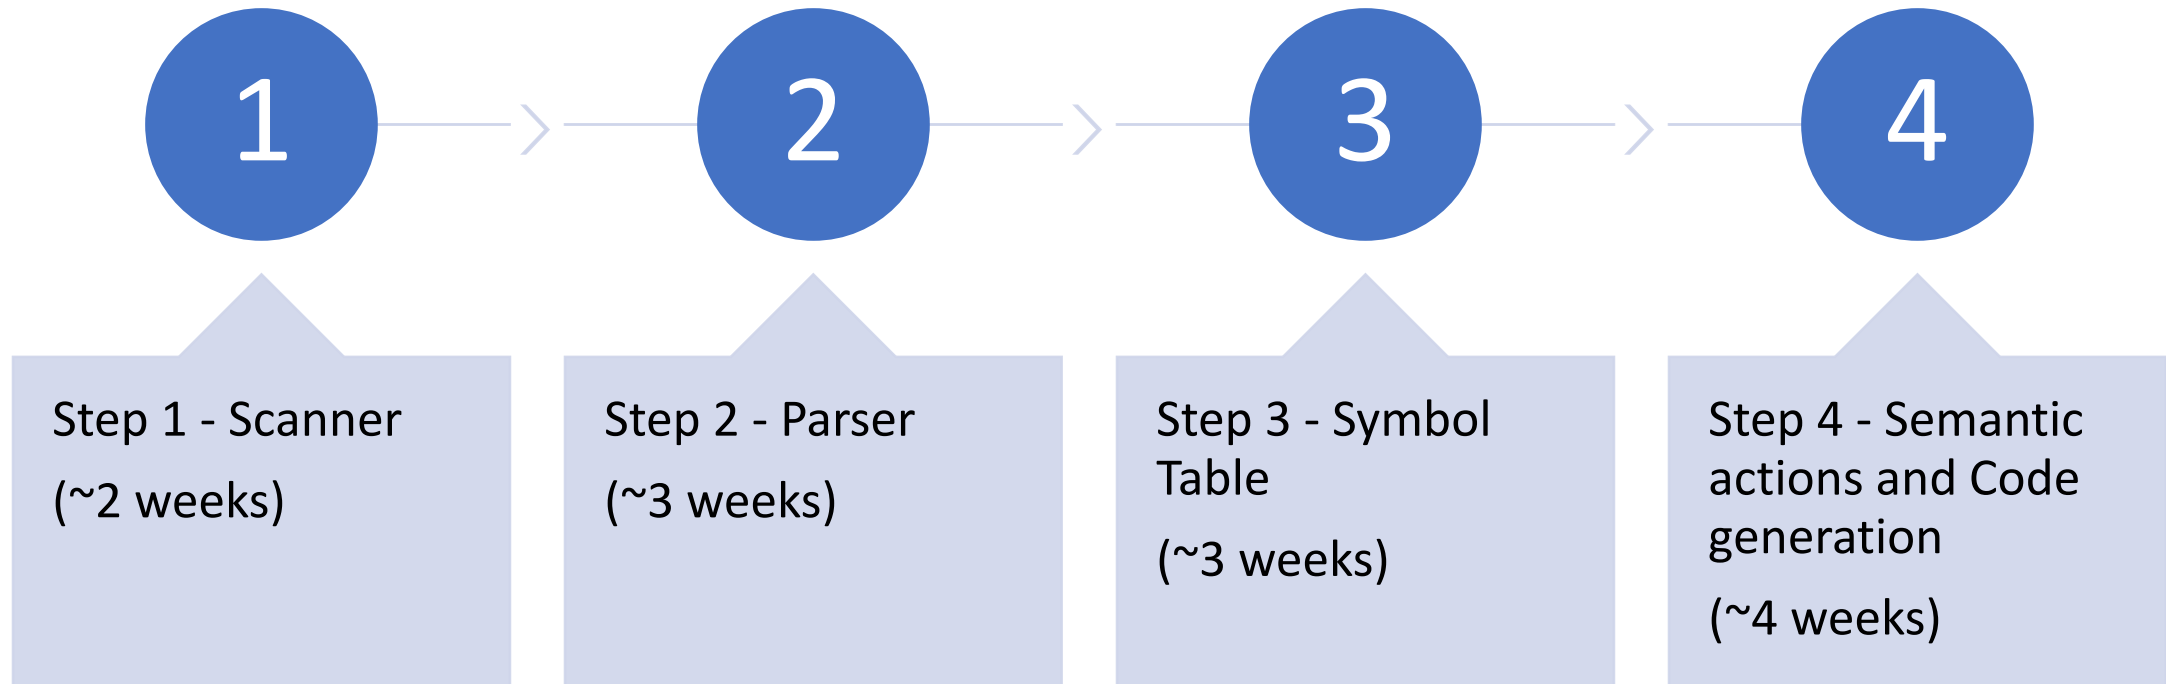 1
2
3
4
Step 1 - Scanner
(~2 weeks)
Step 2 - Parser
(~3 weeks)
Step 3 - Symbol
Table
(~3 weeks)
Step 4 - Semantic
actions and Code
generation
(~4 weeks)